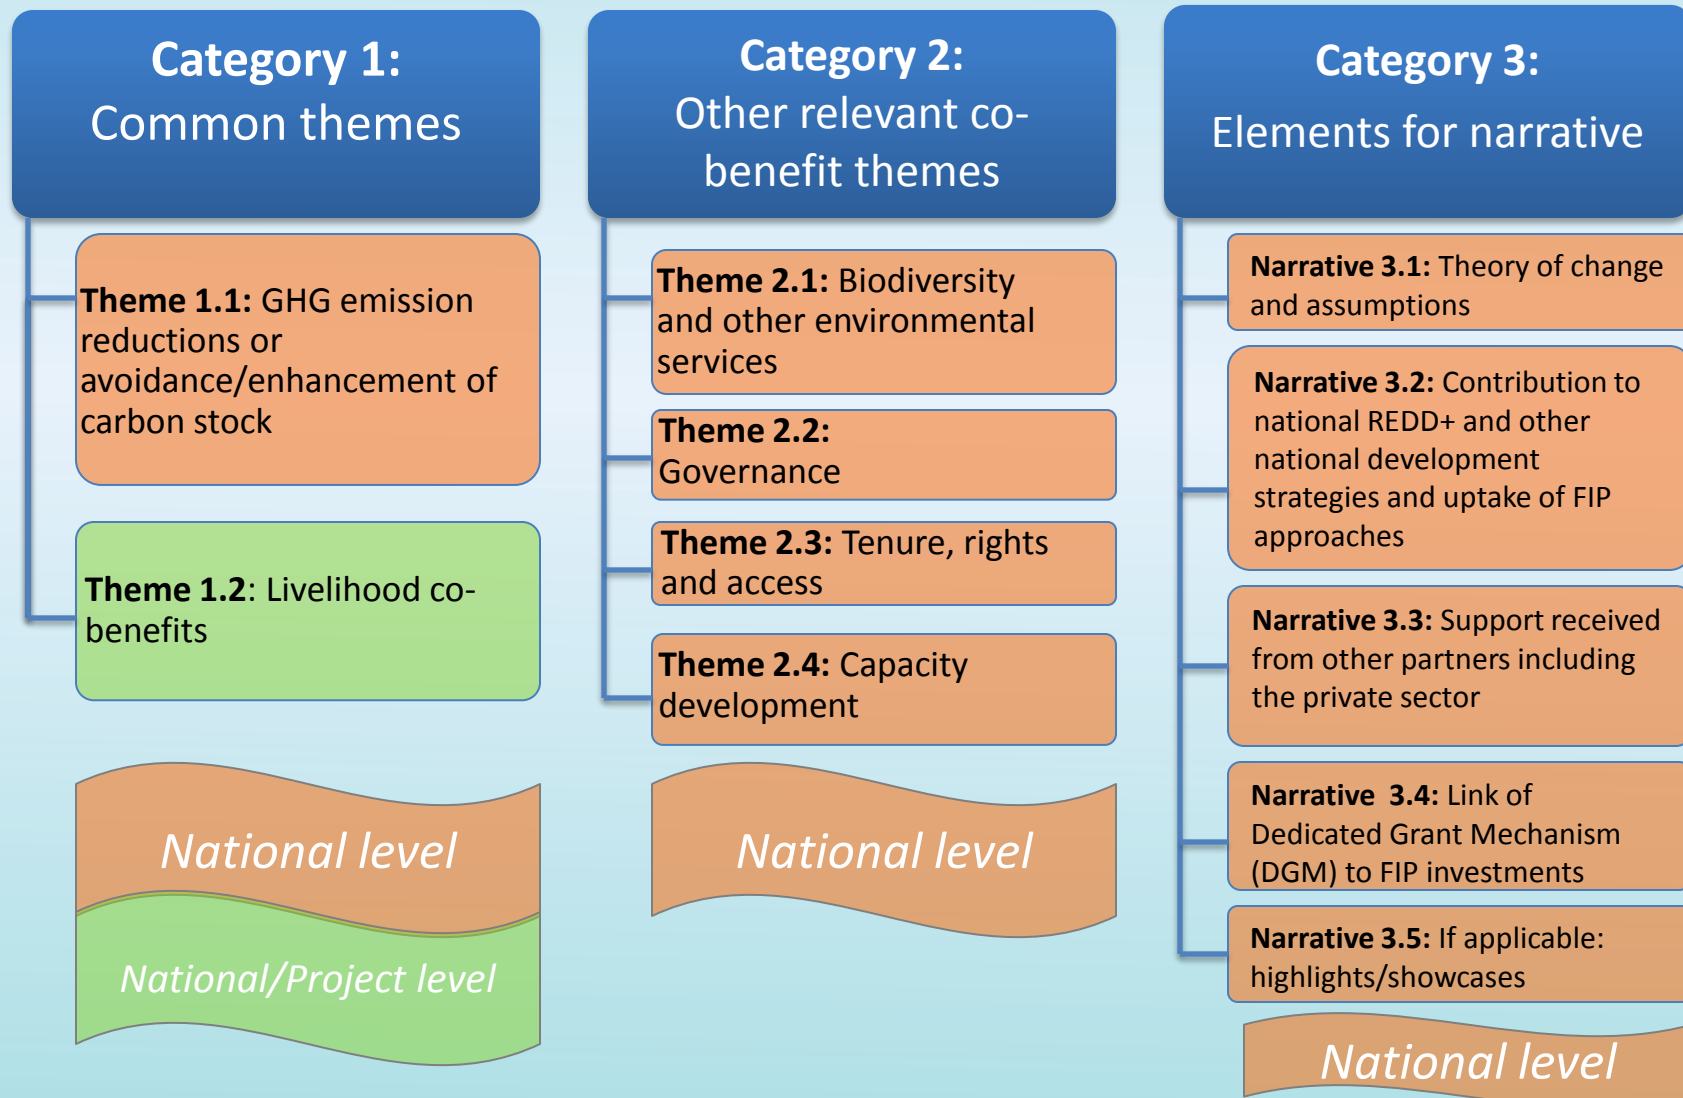 Category 1:
Common themes
Theme 1.1: GHG emission
reductions or
avoidance/enhancement of
carbon stock
Theme 1.2: Livelihood co-
benefits
National level
National/Project level
Category 2:
Other relevant co-
benefit themes
Theme 2.1: Biodiversity
and other environmental
services
Theme 2.2:
Governance
Theme 2.3: Tenure, rights
and access
Theme 2.4: Capacity
development
National level
Category 3:
Elements for narrative
Narrative 3.1: Theory of change
and assumptions
Narrative 3.2: Contribution to
national REDD+ and other
national development
strategies and uptake of FIP
approaches
Narrative 3.3: Support received
from other partners including
the private sector
Narrative 3.4: Link of
Dedicated Grant Mechanism
(DGM) to FIP investments
Narrative 3.5: If applicable:
highlights/showcases
National level